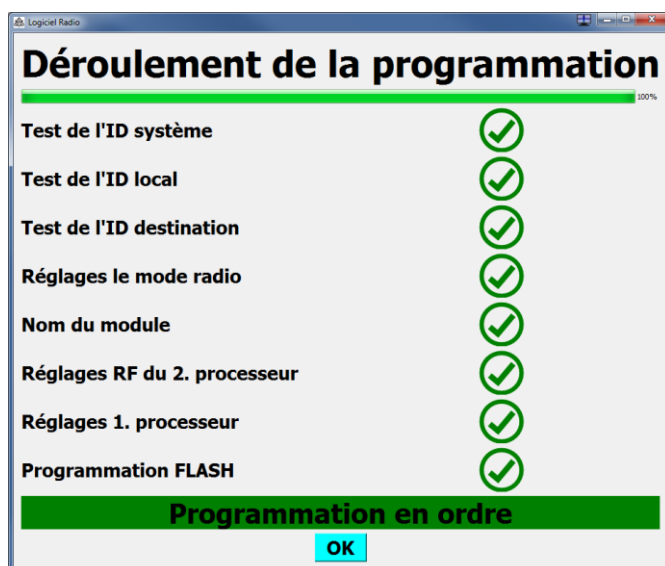 Logiciel Radio
Déroulement de la programmation
100%
Test de l'ID système
Test de l'ID local
Test de l'ID destination
Réglages le mode radio
Nom du module
Réglages RF du 2. processeur
Réglages 1. processeur
Programmation FLASH
Programmation en ordre
OK